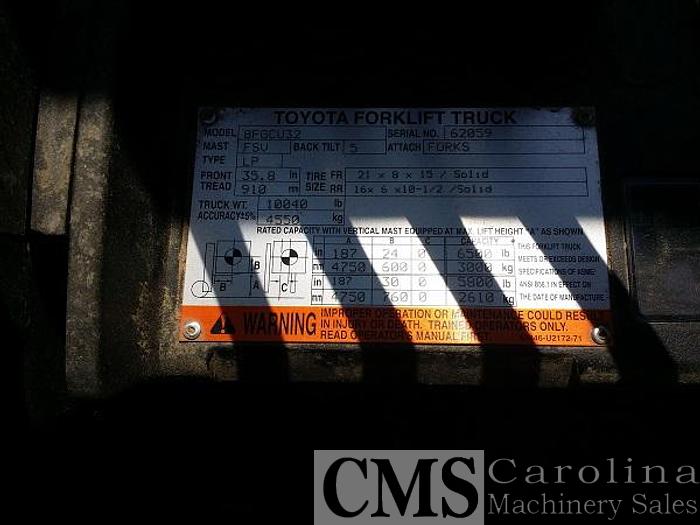 TOYOTA FORKLIFT TRUCK
MODEL 8FGCU32 SERIAL NO. 62059
MAST FSV BACK TILT 5 ATTACH FORKS
TYPE LP
FRONT 35.8 in TIRE FR 21 x 8 x 15 / Solid
TREAD 910 m SIZE RR 16x 6 x10-1/2 /Solid
TRUCK WT. 10040 lb
ACCURACY±5% 4550 kg
RATED CAPACITY WITH VERTICAL MAST EQUIPPED AT MAX. LIFT HEIGHT "A" AS SHOWN
A B C CAPACITY * THIS FORKLIFT TRUCK
in 187 24 0 6500 lb MEETS OR EXCEEDS DESIGN
mm 4750 600 0 3000 kg SPECIFICATIONS OF ASME/
in 187 30 0 5800 lb ANSI B56.1 IN EFFECT ON
mm 4750 760 0 2610 kg THE DATE OF MANUFACTURE.
B A C B
WARNING IMPROPER OPERATION OR MAINTENANCE COULD RESULT
IN INJURY OR DEATH. TRAINED OPERATORS ONLY.
READ OPERATOR'S MANUAL FIRST.
CMS Carolina
Machinery Sales